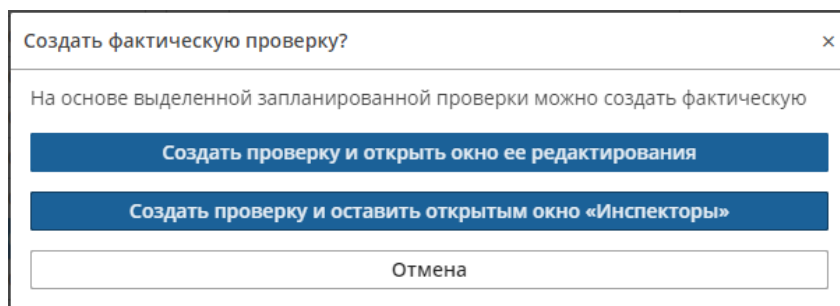 Создать фактическую проверку?
×
На основе выделенной запланированной проверки можно создать фактическую
Создать проверку и открыть окно ее редактирования
Создать проверку и оставить открытым окно «Инспекторы»
Отмена